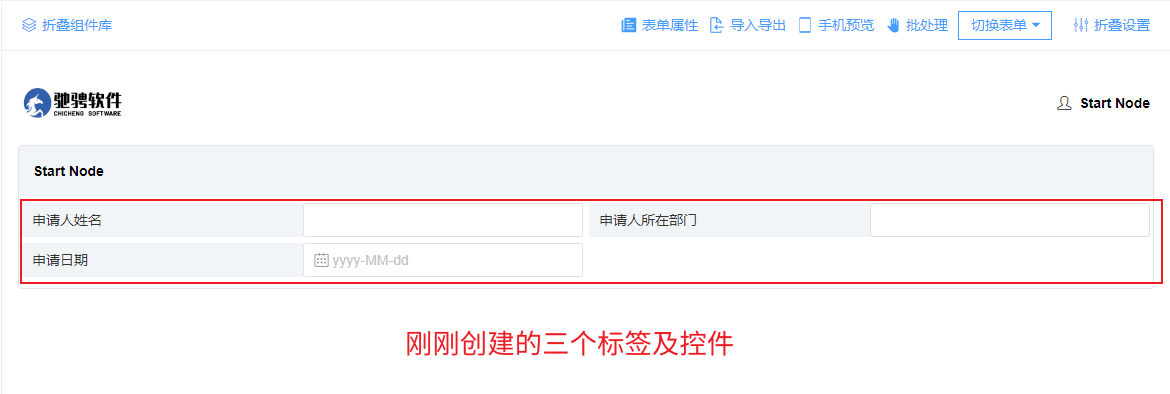 折叠组件库 表单属性 导入导出 手机预览 批处理 切换表单 折叠设置
驰骋软件
CHICHENG SOFTWARE
Start Node
Start Node
申请人姓名 申请人所在部门
申请日期 yyyy-MM-dd
刚刚创建的三个标签及控件